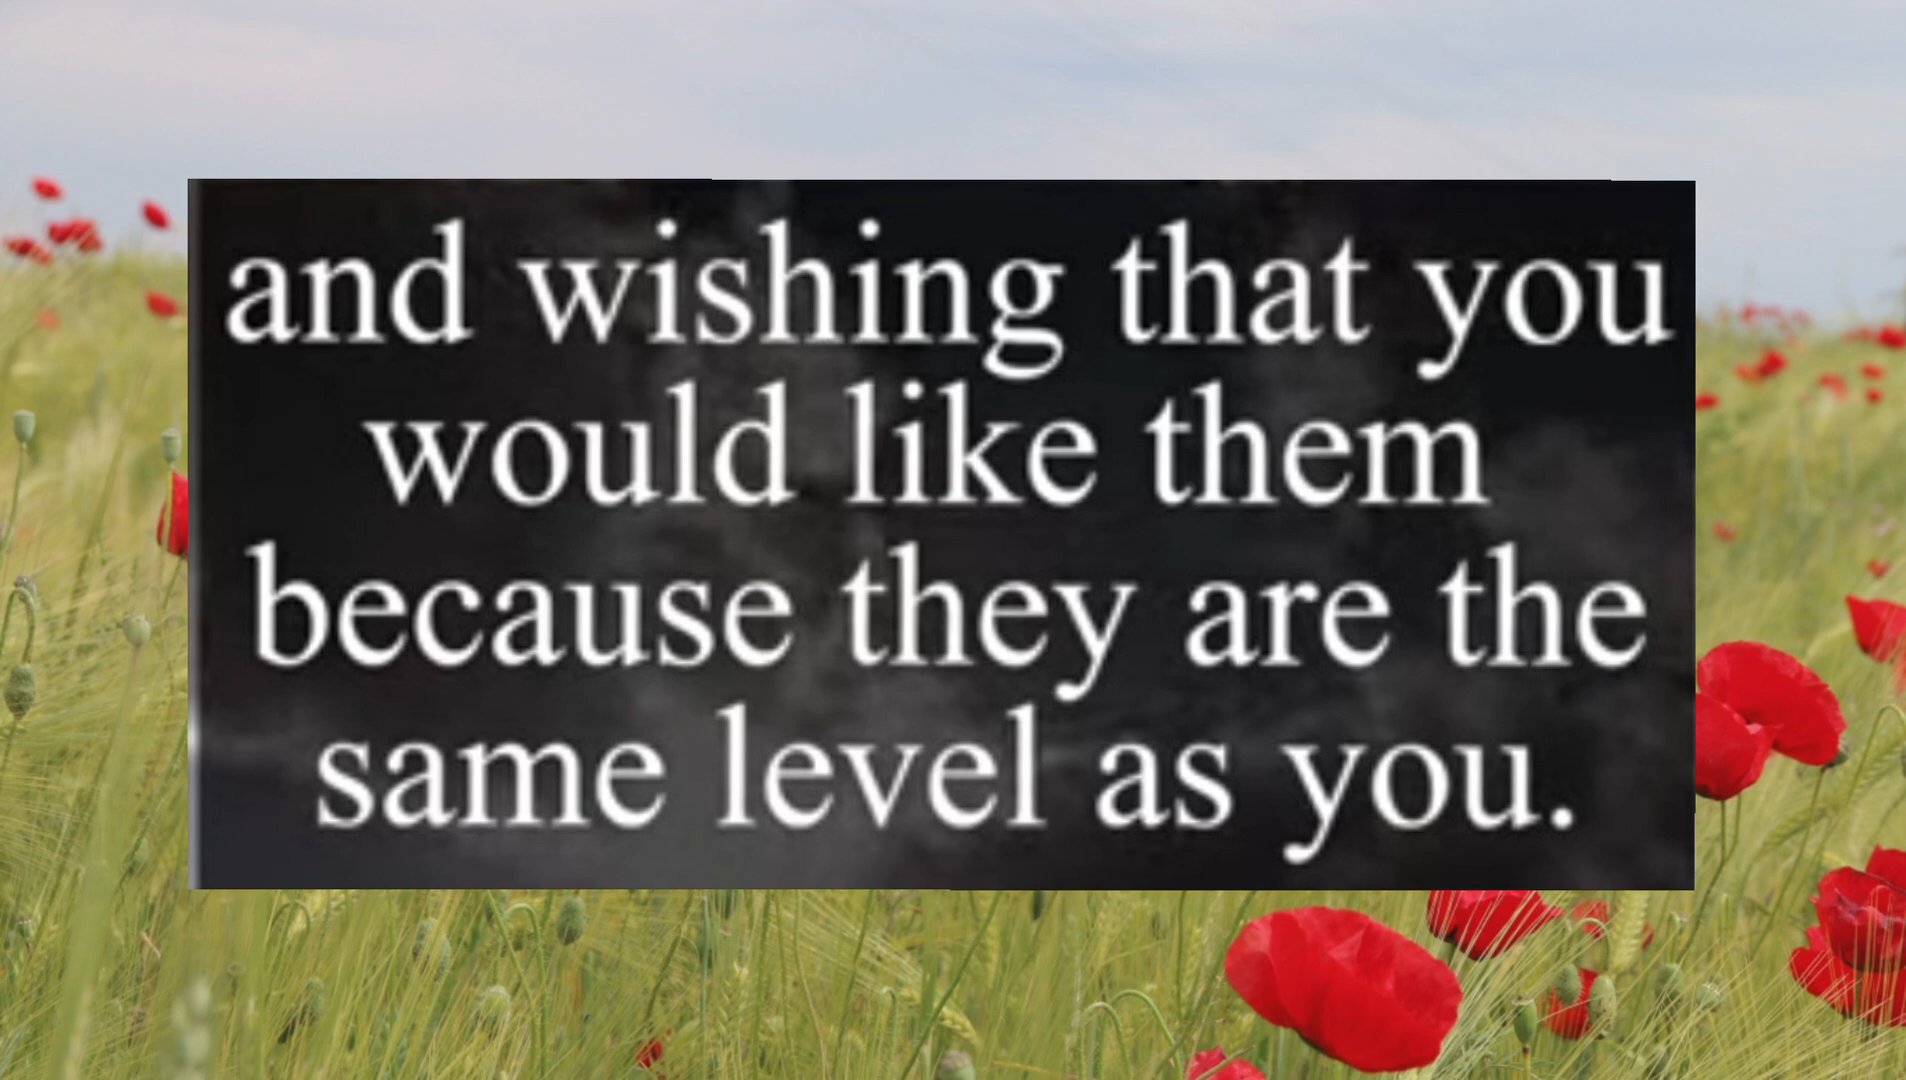 and wishing that you
would like them
because they are the
same level as you.